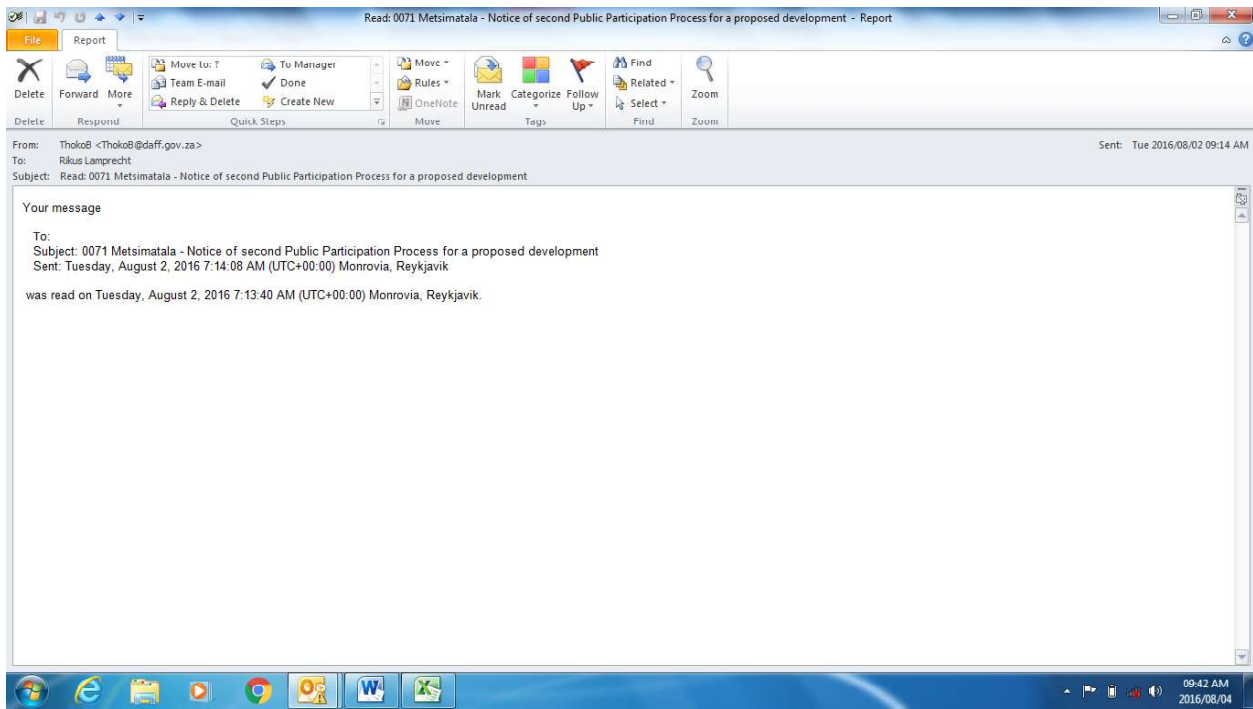 Read: 0071 Metsimatala - Notice of second Public Participation Process for a proposed development - Report
File Report
Move to: ? To Manager Move Find
Team E-mail Done Rules Related
Delete Forward More Reply & Delete Create New OneNote Mark Unread Categorize Follow Up Select Zoom
Delete Respond Quick Steps Move Tags Find Zoom
From: ThokoB <ThokoB@daff.gov.za> Sent: Tue 2016/08/02 09:14 AM
To: Rikus Lamprecht
Subject: Read: 0071 Metsimatala - Notice of second Public Participation Process for a proposed development
Your message
To:
Subject: 0071 Metsimatala - Notice of second Public Participation Process for a proposed development
Sent: Tuesday, August 2, 2016 7:14:08 AM (UTC+00:00) Monrovia, Reykjavik
was read on Tuesday, August 2, 2016 7:13:40 AM (UTC+00:00) Monrovia, Reykjavik.
09:42 AM
2016/08/04